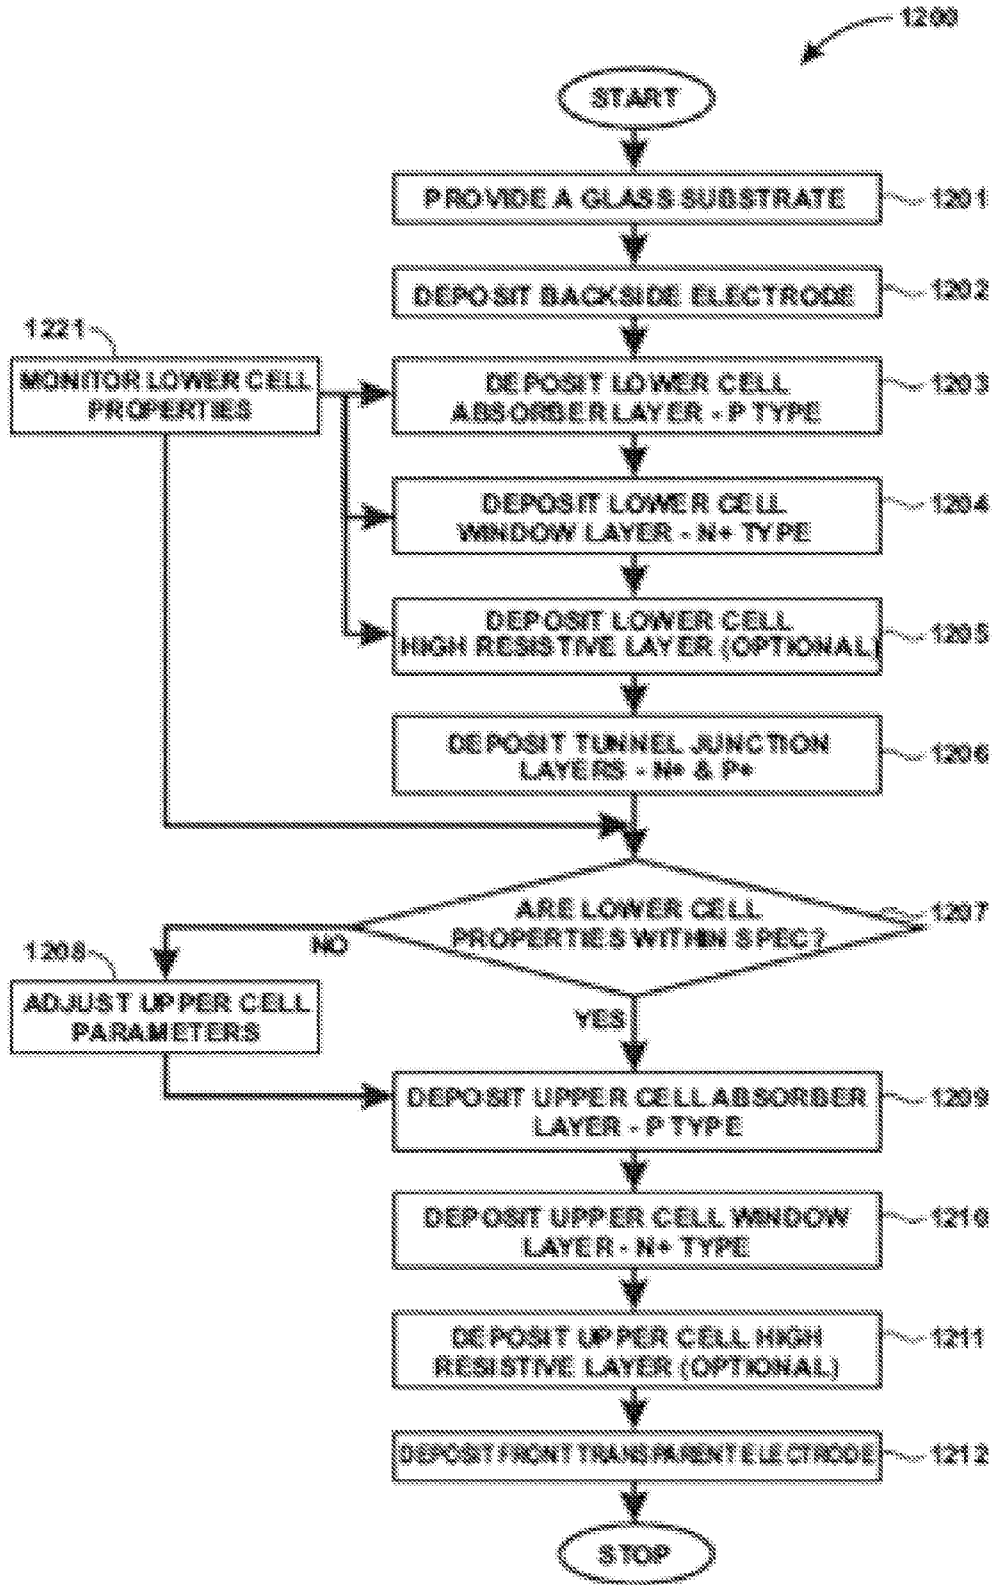 1200
START
PROVIDE A GLASS SUBSTRATE
1201
DEPOSIT BACKSIDE ELECTRODE
1202
1221
MONITOR LOWER CELL
PROPERTIES
DEPOSIT LOWER CELL
ABSORBER LAYER - P TYPE
1203
DEPOSIT LOWER CELL
WINDOW LAYER - N+ TYPE
1204
DEPOSIT LOWER CELL
HIGH RESISTIVE LAYER (OPTIONAL)
1205
DEPOSIT TUNNEL JUNCTION
LAYERS - N+ & P+
1206
ARE LOWER CELL
PROPERTIES WITHIN SPEC?
1207
NO
1208
ADJUST UPPER CELL
PARAMETERS
YES
DEPOSIT UPPER CELL ABSORBER
LAYER - P TYPE
1209
DEPOSIT UPPER CELL WINDOW
LAYER - N+ TYPE
1210
DEPOSIT UPPER CELL HIGH
RESISTIVE LAYER (OPTIONAL)
1211
DEPOSIT FRONT TRANSPARENT ELECTRODE
1212
STOP